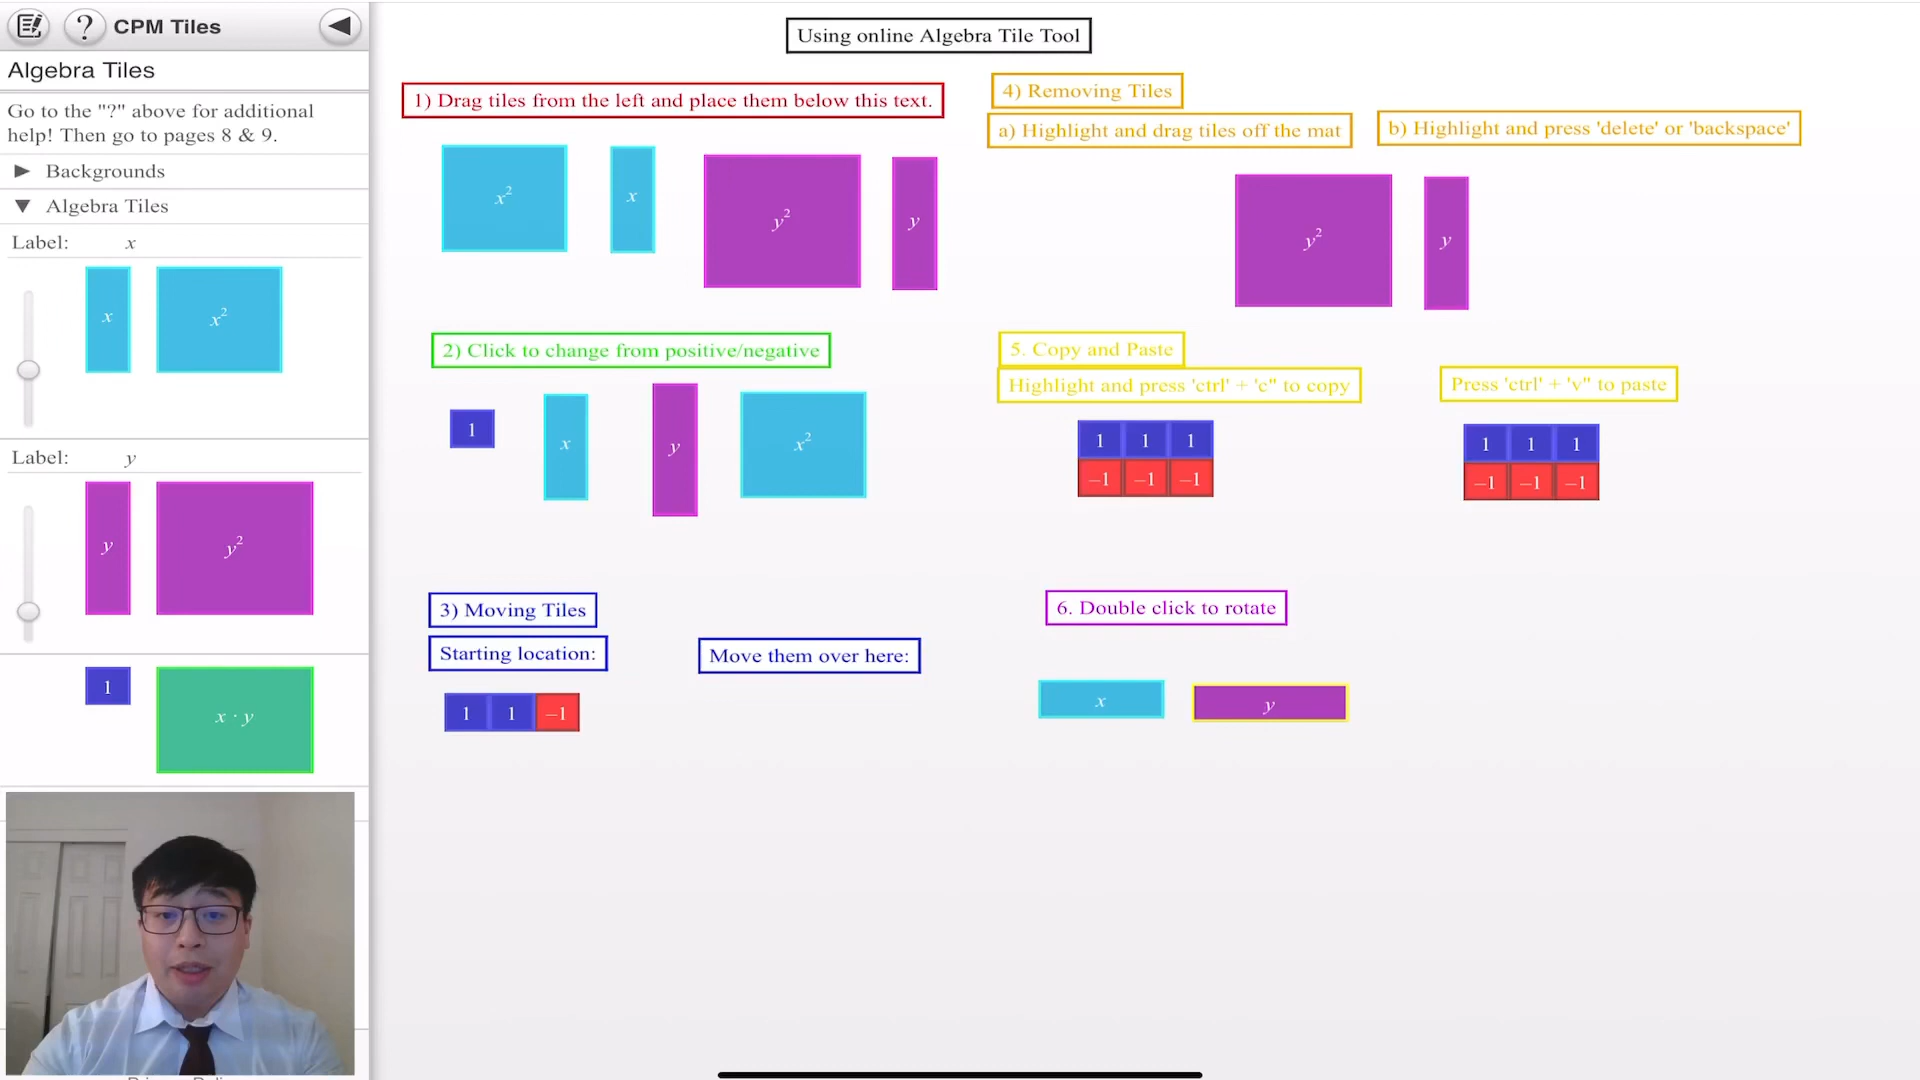 CPM Tiles
Algebra Tiles
Go to the "?" above for additional
help! Then go to pages 8 & 9.
Backgrounds
Algebra Tiles
Label: x
x x²
Label: y
y y²
1 x · y
Using online Algebra Tile Tool
1) Drag tiles from the left and place them below this text.
x² x y² y
2) Click to change from positive/negative
1 x y x²
3) Moving Tiles
Starting location:
Move them over here:
1 1 –1
4) Removing Tiles
a) Highlight and drag tiles off the mat
b) Highlight and press 'delete' or 'backspace'
y² y
5. Copy and Paste
Highlight and press 'ctrl' + 'c" to copy
Press 'ctrl' + 'v" to paste
1 1 1
–1 –1 –1
1 1 1
–1 –1 –1
6. Double click to rotate
x y